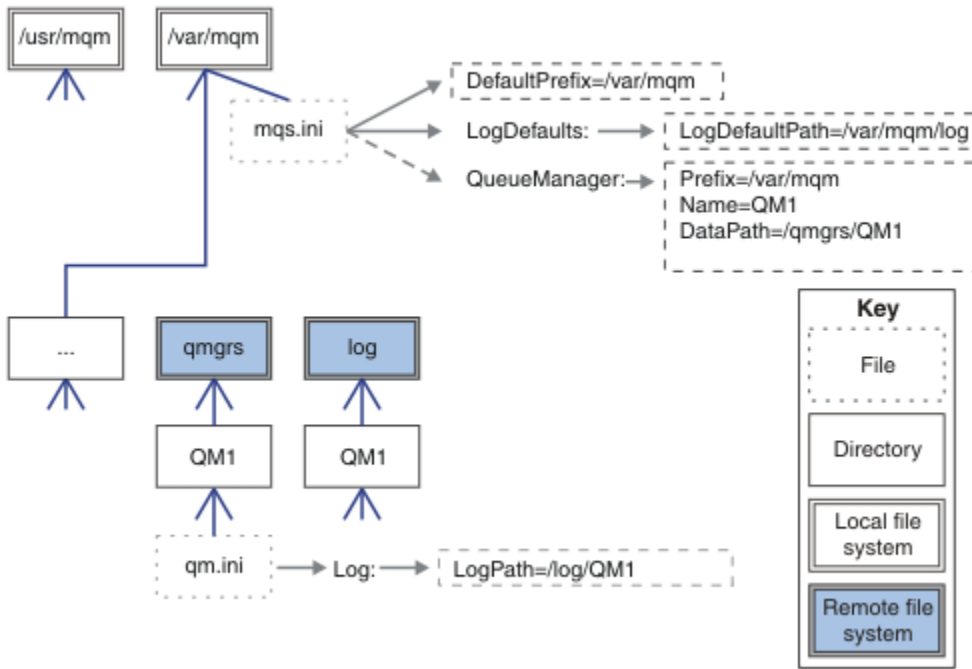 /usr/mqm
/var/mqm
mqs.ini
DefaultPrefix=/var/mqm
LogDefaults:
LogDefaultPath=/var/mqm/log
QueueManager:
Prefix=/var/mqm
Name=QM1
DataPath=/qmgrs/QM1
...
qmgrs
log
QM1
QM1
qm.ini
Log:
LogPath=/log/QM1
Key
File
Directory
Local file
system
Remote file
system